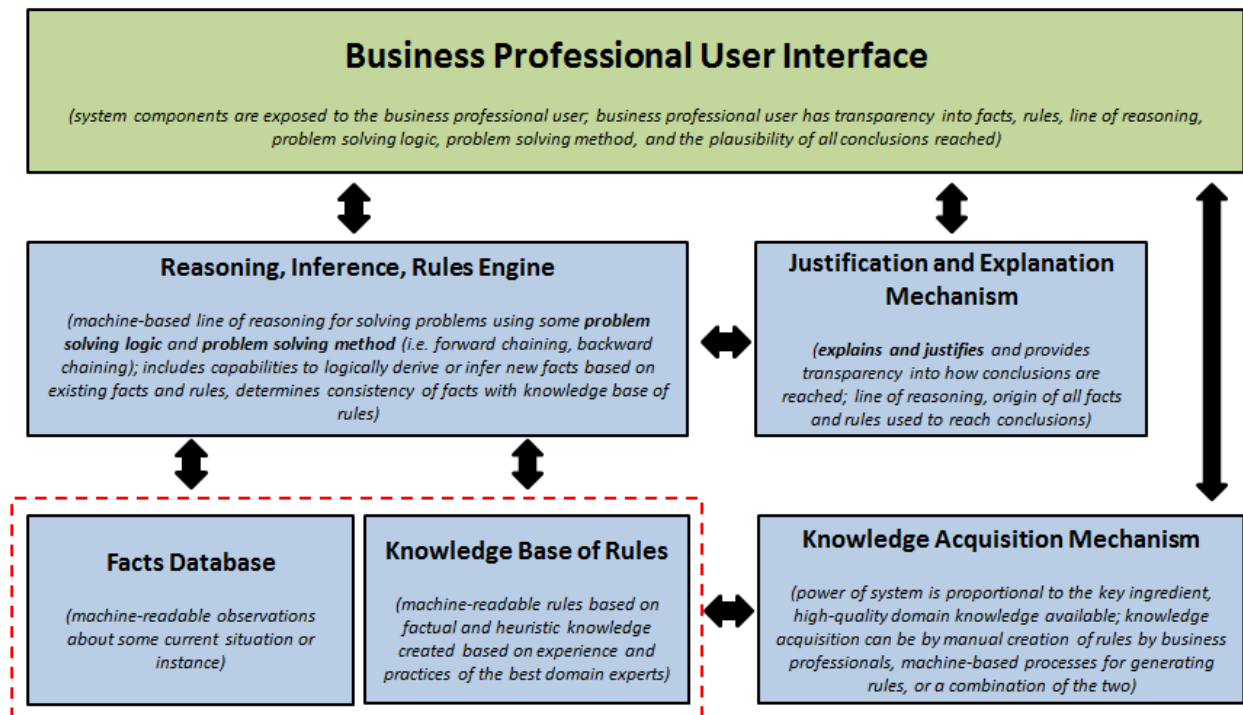 Business Professional User Interface
(system components are exposed to the business professional user; business professional user has transparency into facts, rules, line of reasoning,
problem solving logic, problem solving method, and the plausibility of all conclusions reached)
Reasoning, Inference, Rules Engine
(machine-based line of reasoning for solving problems using some problem
solving logic and problem solving method (i.e. forward chaining, backward
chaining); includes capabilities to logically derive or infer new facts based on
existing facts and rules, determines consistency of facts with knowledge base of
rules)
Justification and Explanation
Mechanism
(explains and justifies and provides
transparency into how conclusions are
reached; line of reasoning, origin of all facts
and rules used to reach conclusions)
Facts Database
(machine-readable observations
about some current situation or
instance)
Knowledge Base of Rules
(machine-readable rules based on
factual and heuristic knowledge
created based on experience and
practices of the best domain experts)
Knowledge Acquisition Mechanism
(power of system is proportional to the key ingredient,
high-quality domain knowledge available; knowledge
acquisition can be by manual creation of rules by business
professionals, machine-based processes for generating
rules, or a combination of the two)